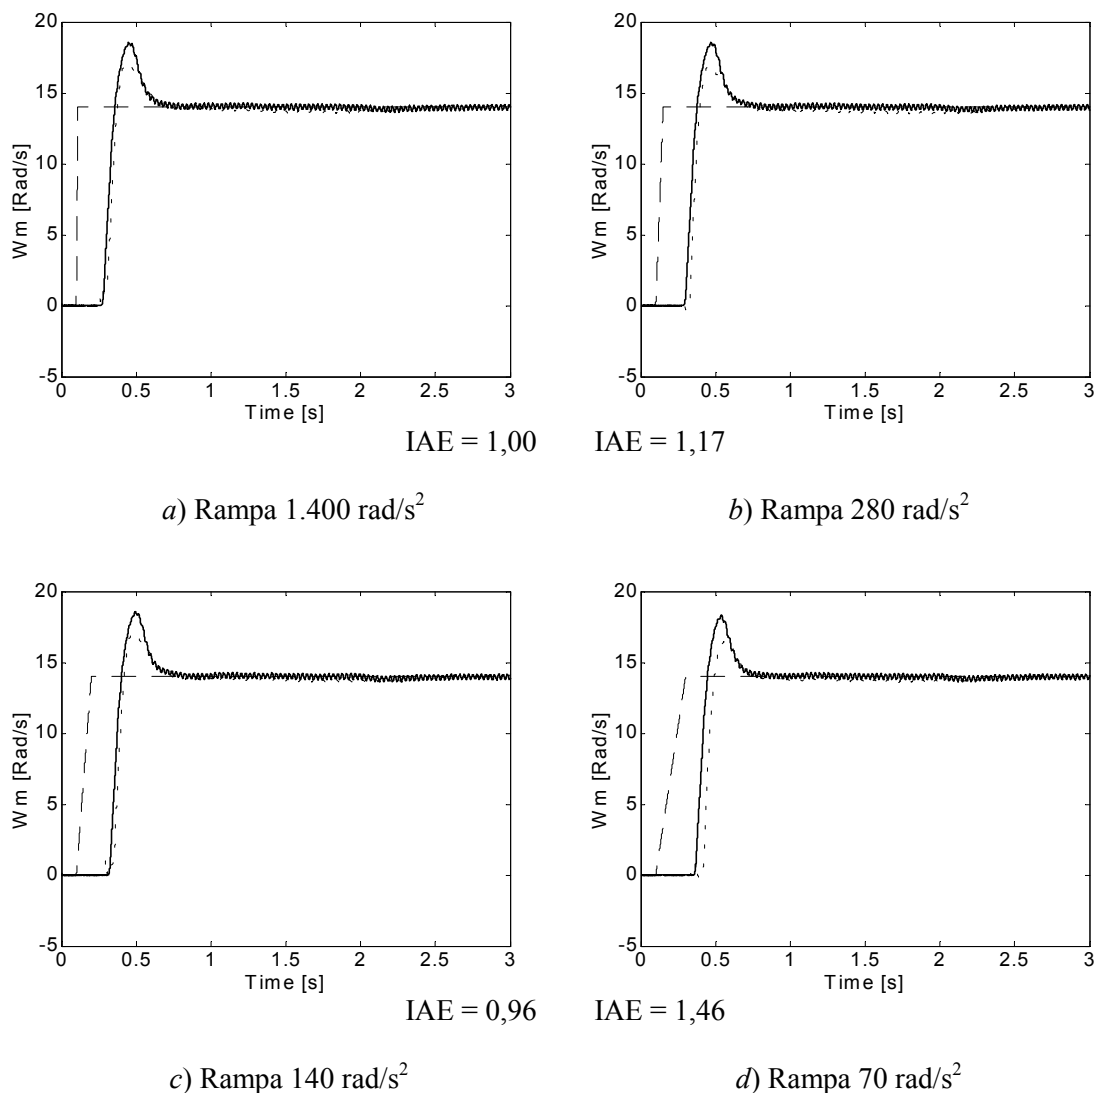 20
15
10
5
0
-5
Wm [Rad/s]
0 0.5 1 1.5 2 2.5 3
Time [s]
IAE = 1,00
a) Rampa 1.400 rad/s²
20
15
10
5
0
-5
Wm [Rad/s]
0 0.5 1 1.5 2 2.5 3
Time [s]
IAE = 1,17
b) Rampa 280 rad/s²
20
15
10
5
0
-5
Wm [Rad/s]
0 0.5 1 1.5 2 2.5 3
Time [s]
IAE = 0,96
c) Rampa 140 rad/s²
20
15
10
5
0
-5
Wm [Rad/s]
0 0.5 1 1.5 2 2.5 3
Time [s]
IAE = 1,46
d) Rampa 70 rad/s²